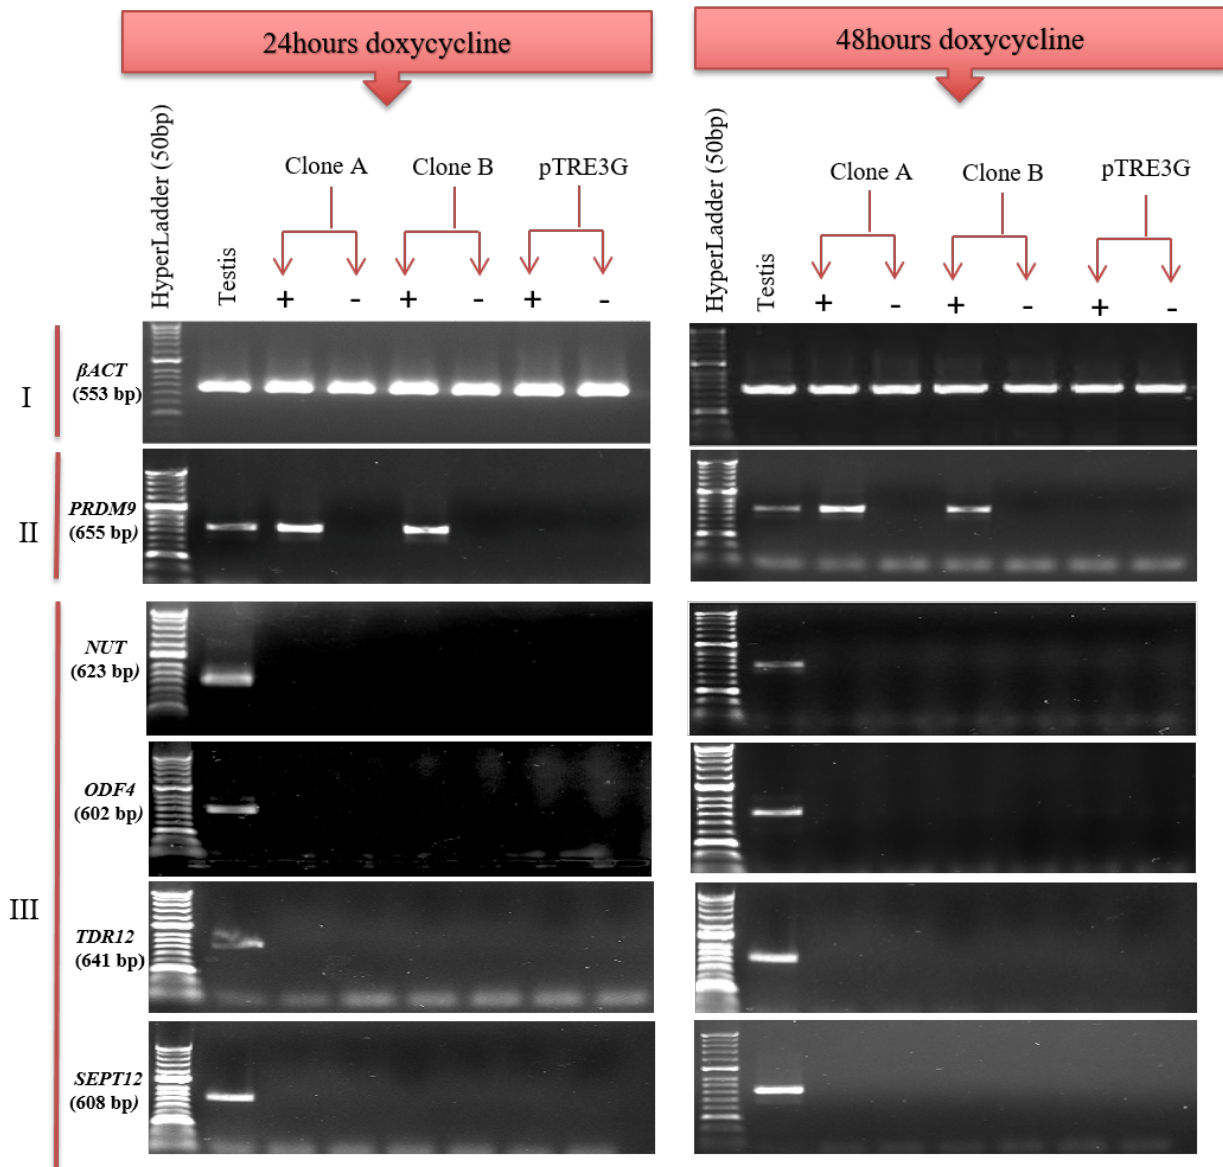 24hours doxycycline
48hours doxycycline
HyperLadder (50bp)
Testis
Clone A
Clone B
pTRE3G
+ - + - + -
HyperLadder (50bp)
Testis
Clone A
Clone B
pTRE3G
+ - + - + -
I
βACT
(553 bp)
II
PRDM9
(655 bp)
III
NUT
(623 bp)
ODF4
(602 bp)
TDR12
(641 bp)
SEPT12
(608 bp)